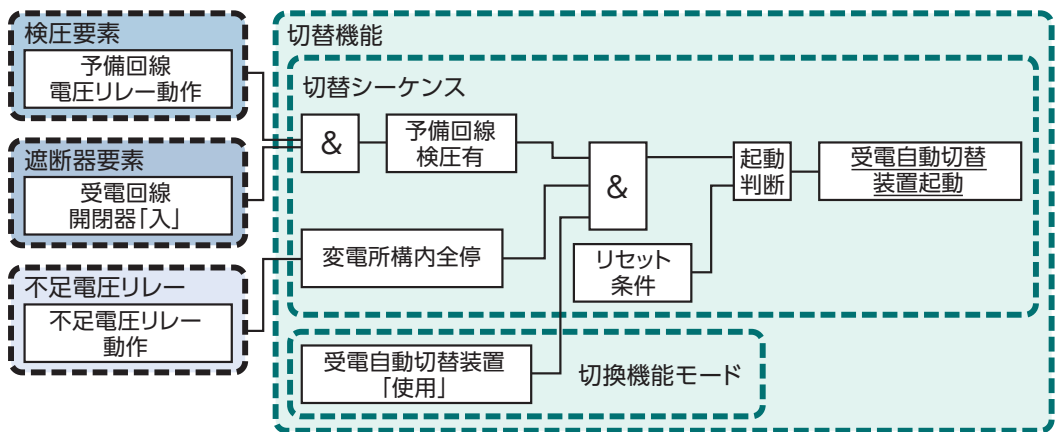 検圧要素
予備回線
電圧リレー動作
遮断器要素
受電回線
開閉器「入」
不足電圧リレー
不足電圧リレー
動作
切替機能
切替シーケンス
&
予備回線
検圧有
変電所構内全停
&
リセット
条件
起動
判断
受電自動切替
装置起動
受電自動切替装置
「使用」
切換機能モード